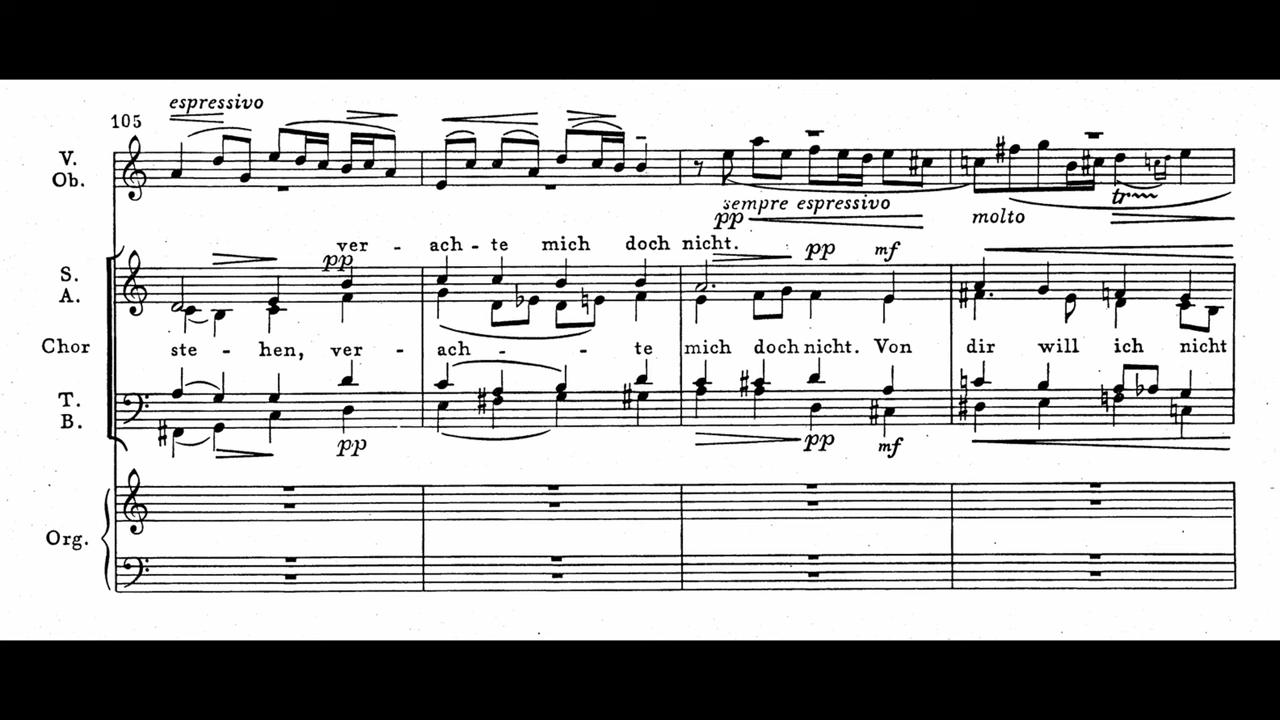 espressivo
105
V.
Ob.
sempre espressivo
pp
molto
tr
ver - ach - te mich doch nicht.
pp
pp
mf
S.
A.
Chor
ste - hen, ver - ach - - te mich doch nicht. Von dir will ich nicht
T.
B.
pp
pp
mf
Org.